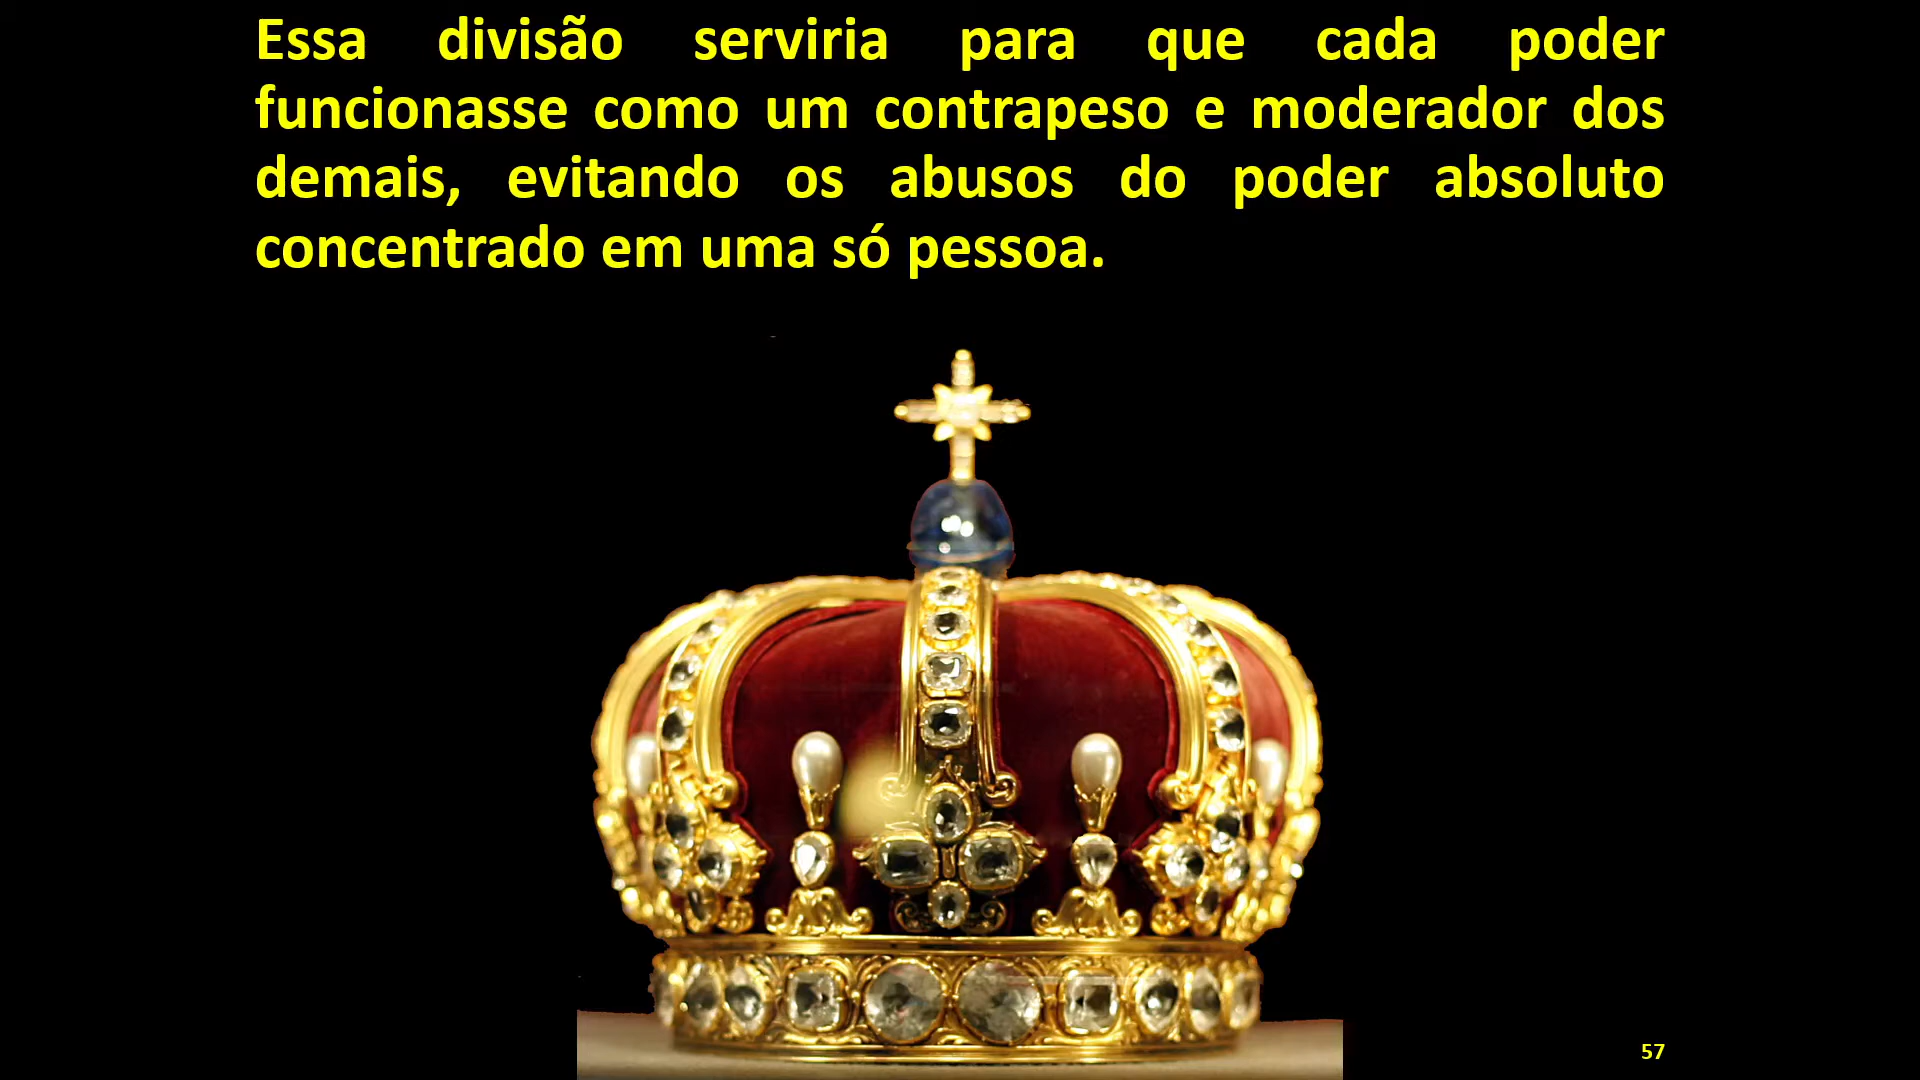 Essa divisão serviria para que cada poder
funcionasse como um contrapeso e moderador dos
demais, evitando os abusos do poder absoluto
concentrado em uma só pessoa.
57